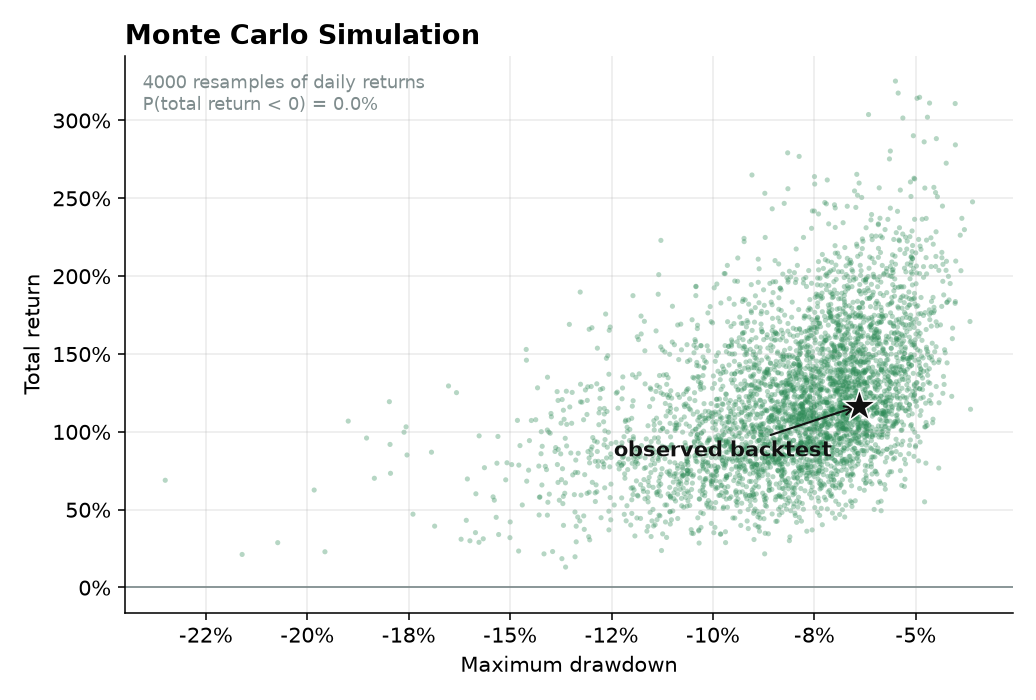 Monte Carlo Simulation
4000 resamples of daily returns
P(total return < 0) = 0.0%
300%
250%
200%
150%
100%
50%
0%
Total return
observed backtest
-22%
-20%
-18%
-15%
-12%
-10%
-8%
-5%
Maximum drawdown